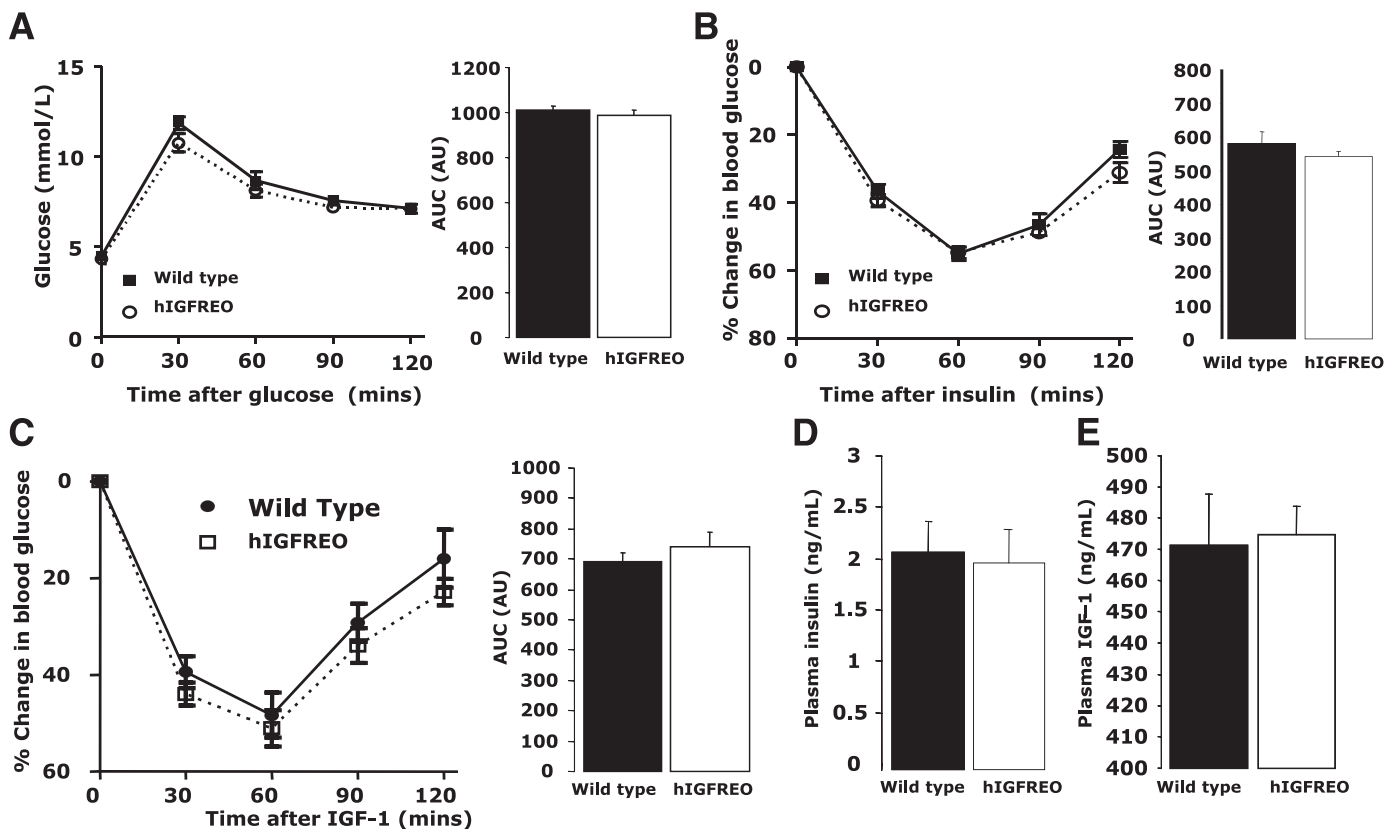 A
Glucose (mmol/L)
15
10
5
0
Wild type
hIGFREO
0 30 60 90 120
Time after glucose (mins)
AUC (AU)
1200
1000
800
600
400
200
0
Wild type hIGFREO
B
% Change in blood glucose
0
20
40
60
80
Wild type
hIGFREO
0 30 60 90 120
Time after insulin (mins)
AUC (AU)
800
700
600
500
400
300
200
100
0
Wild type hIGFREO
C
% Change in blood glucose
0
20
40
60
Wild Type
hIGFREO
0 30 60 90 120
Time after IGF-1 (mins)
AUC (AU)
1000
900
800
700
600
500
400
300
200
100
0
Wild type hIGFREO
D
Plasma insulin (ng/mL)
3
2.5
2
1.5
1
0.5
0
Wild type hIGFREO
E
Plasma IGF-1 (ng/mL)
500
490
480
470
460
450
440
430
420
410
400
Wild type hIGFREO